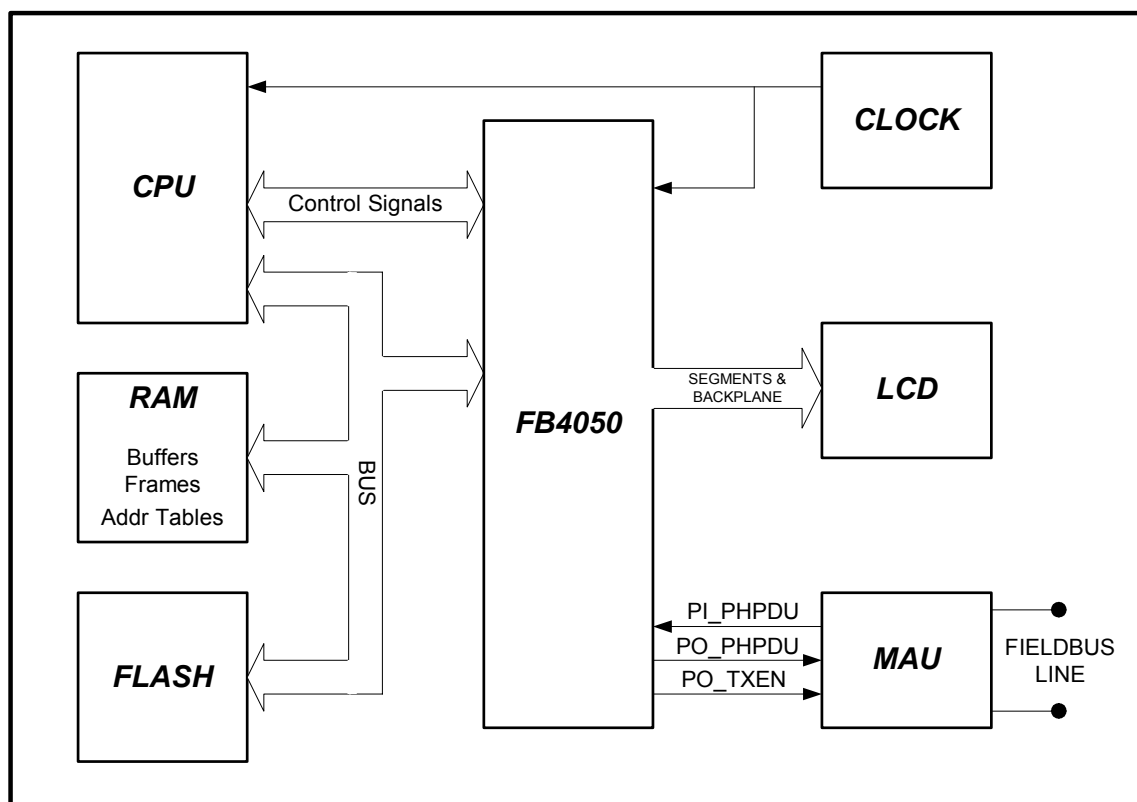 CPU
Control Signals
CLOCK
RAM
Buffers
Frames
Addr Tables
BUS
FLASH
FB4050
SEGMENTS &
BACKPLANE
LCD
PI_PHPDU
PO_PHPDU
PO_TXEN
MAU
FIELDBUS
LINE